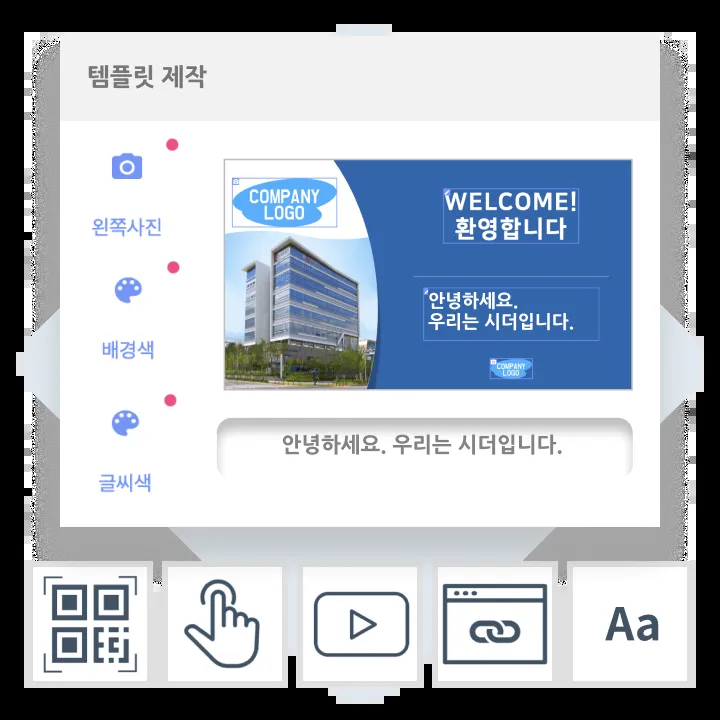 템플릿 제작
왼쪽사진
배경색
글씨색
COMPANY
LOGO
WELCOME!
환영합니다
안녕하세요.
우리는 시더입니다.
COMPANY
LOGO
안녕하세요. 우리는 시더입니다.
Aa